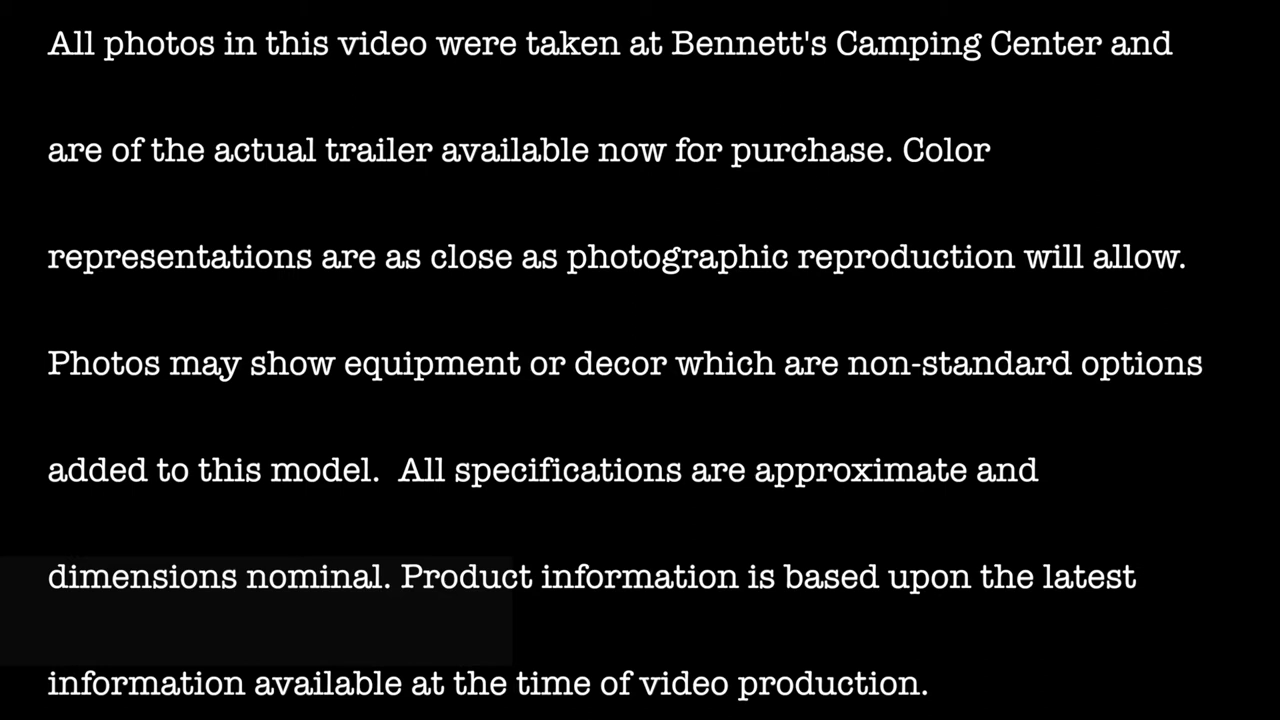 All photos in this video were taken at Bennett's Camping Center and
are of the actual trailer available now for purchase. Color
representations are as close as photographic reproduction will allow.
Photos may show equipment or decor which are non-standard options
added to this model.  All specifications are approximate and
dimensions nominal. Product information is based upon the latest
information available at the time of video production.